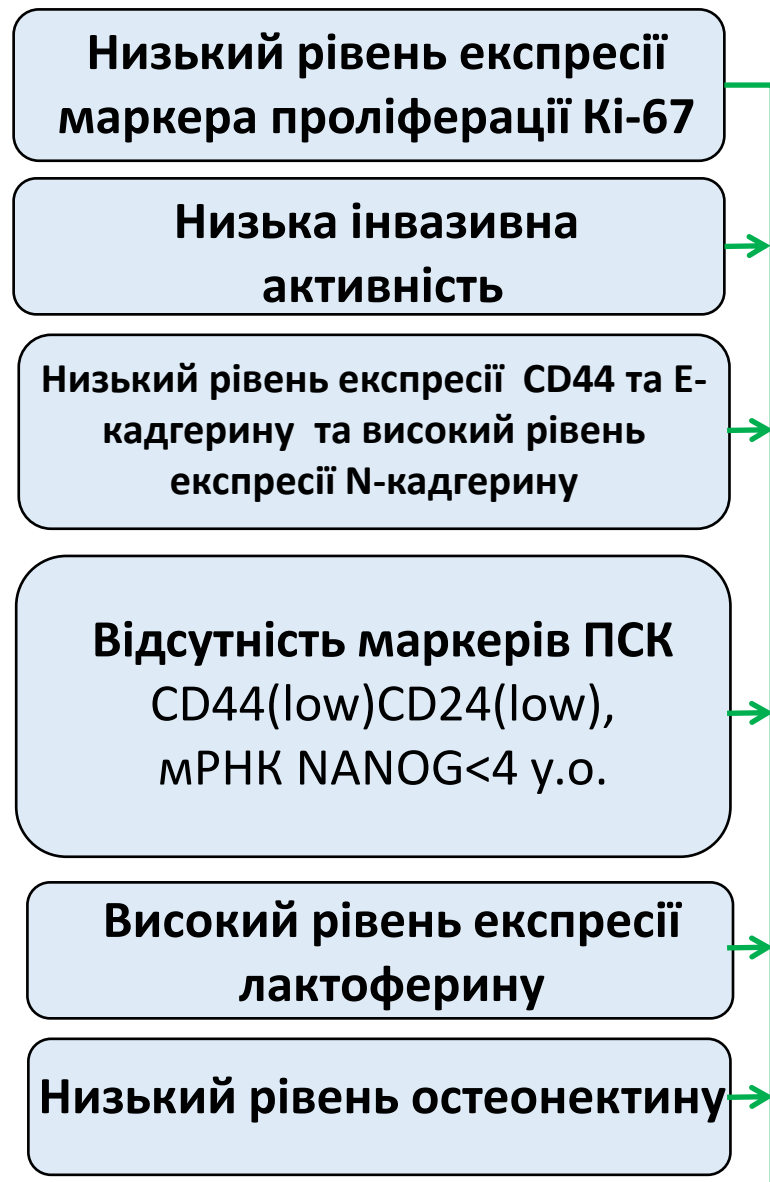 Низький рівень експресії
маркера проліферації Кі-67
Низька інвазивна
активність
Низький рівень експресії CD44 та Е-
кадгерину та високий рівень
експресії N-кадгерину
Відсутність маркерів ПСК
CD44(low)CD24(low),
мРНК NANOG<4 у.о.
Високий рівень експресії
лактоферину
Низький рівень остеонектину